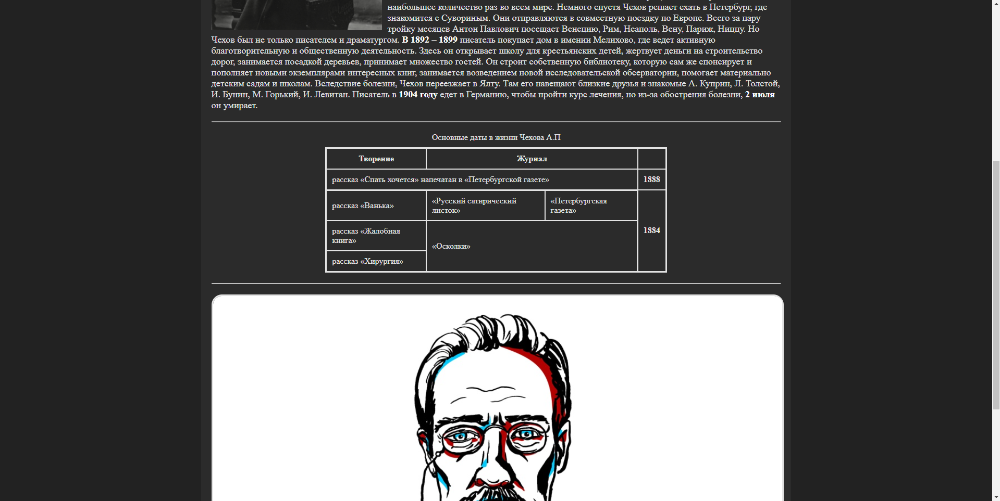 наибольшее количество раз во всем мире. Немного спустя Чехов решает ехать в Петербург, где
знакомится с Сувориным. Они отправляются в совместную поездку по Европе. Всего за пару
тройку месяцев Антон Павлович посещает Венецию, Рим, Неаполь, Вену, Париж, Ниццу. Но
Чехов был не только писателем и драматургом. В 1892 – 1899 писатель покупает дом в имении Мелихово, где ведет активную
благотворительную и общественную деятельность. Здесь он открывает школу для крестьянских детей, жертвует деньги на строительство
дорог, занимается посадкой деревьев, принимает множество гостей. Он строит собственную библиотеку, которую сам же спонсирует и
пополняет новыми экземплярами интересных книг, занимается возведением новой исследовательской обсерватории, помогает материально
детским садам и школам. Вследствие болезни, Чехов переезжает в Ялту. Там его навещают близкие друзья и знакомые А. Куприн, Л. Толстой,
И. Бунин, М. Горький, И. Левитан. Писатель в 1904 году едет в Германию, чтобы пройти курс лечения, но из-за обострения болезни, 2 июля
он умирает.
Основные даты в жизни Чехова А.П
Творение Журнал
рассказ «Спать хочется» напечатан в «Петербургской газете» 1888
рассказ «Ванька»
«Русский сатирический
листок»
«Петербургская
газета»
1884
рассказ «Жалобная
книга»
«Осколки»
рассказ «Хирургия»